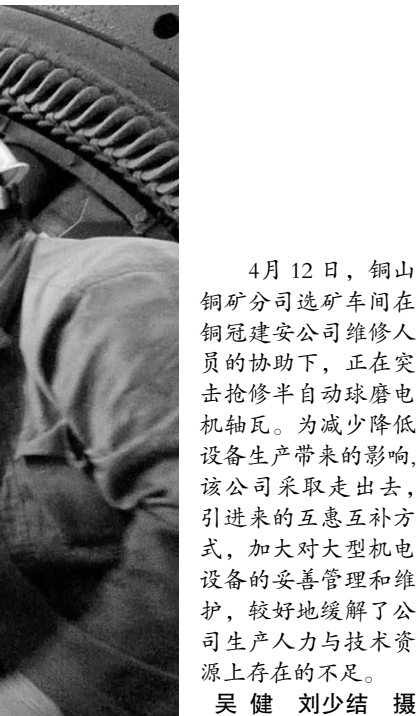 4月12日，铜山
铜矿分司选矿车间在
铜冠建安公司维修人
员的协助下，正在突
击抢修半自动球磨电
机轴瓦。为减少降低
设备生产带来的影响,
该公司采取走出去，
引进来的互惠互补方
式，加大对大型机电
设备的妥善管理和维
护，较好地缓解了公
司生产人力与技术资
源上存在的不足。
吴 健 刘少结 摄